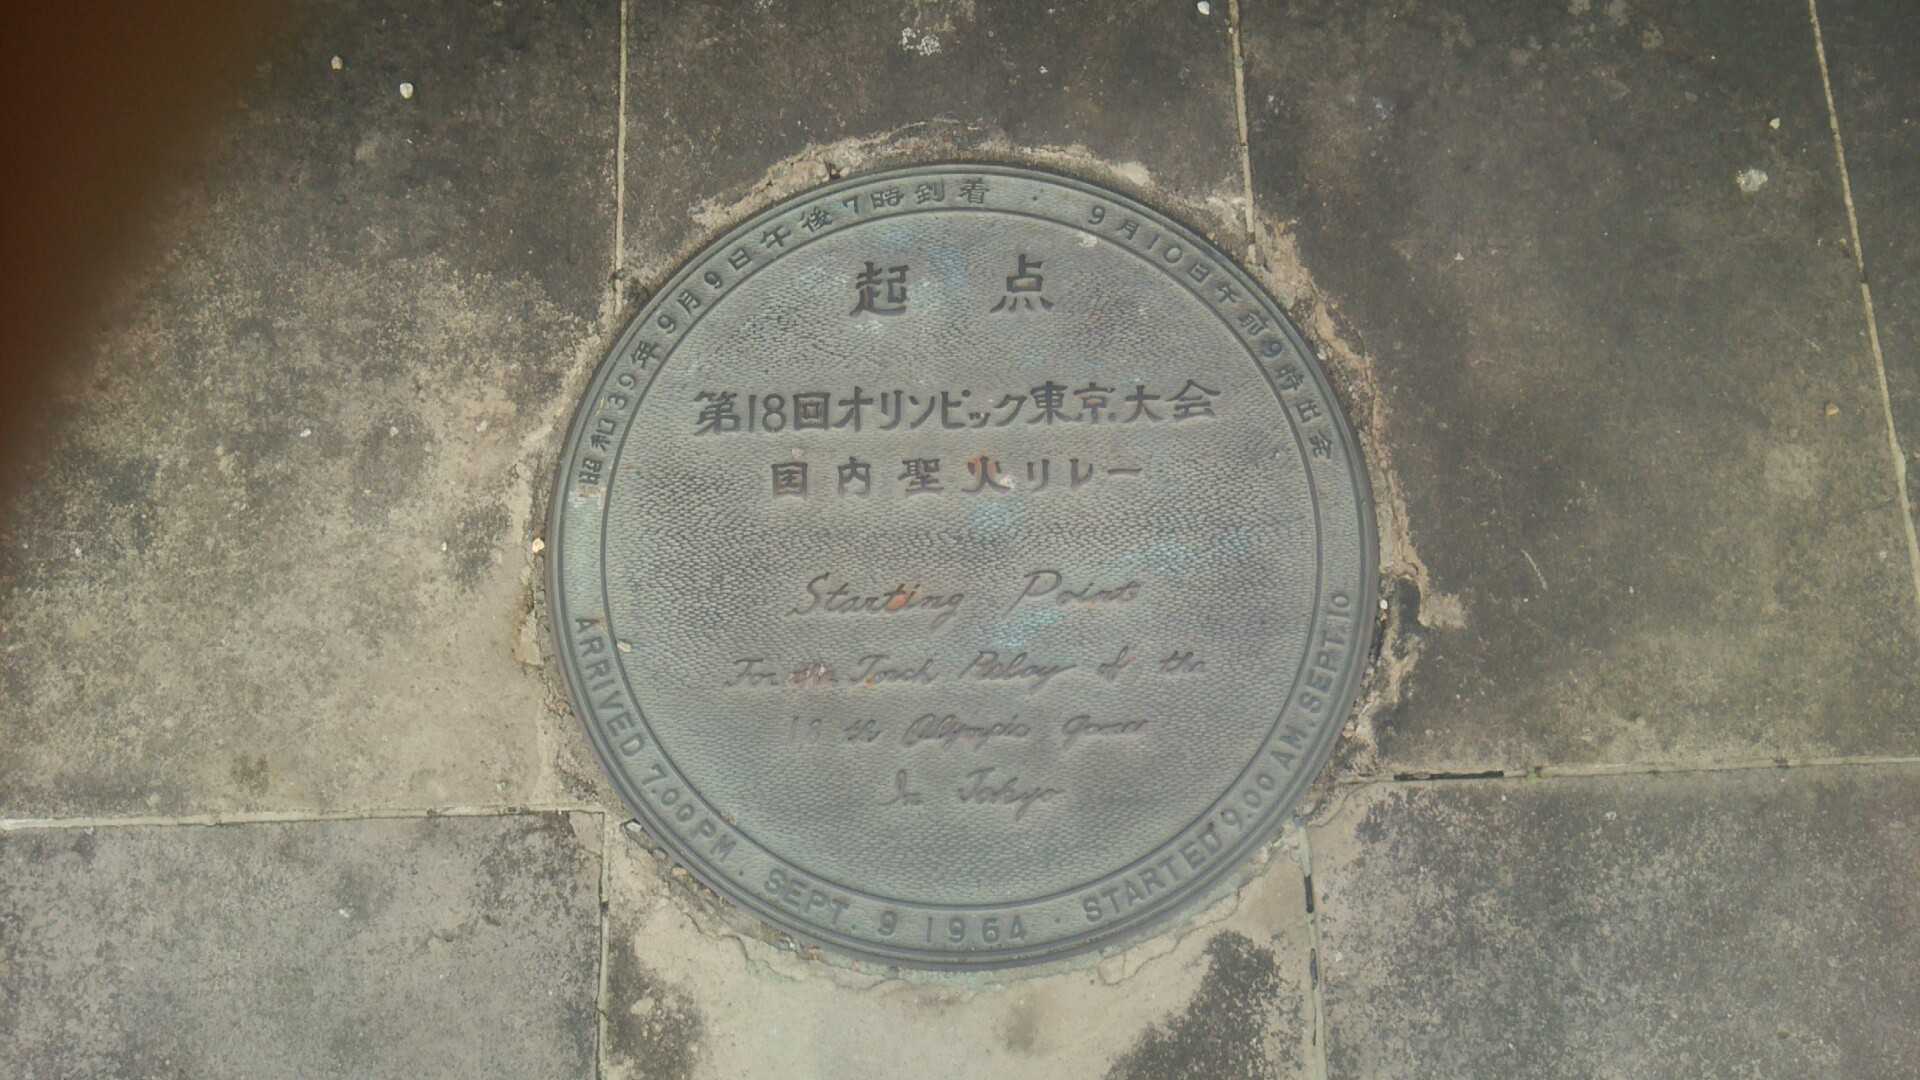 昭和39年9月9日午後7時到着・9月10日午前9時出発
起点
第18回オリンピック東京大会
国内聖火リレー
Starting Point
For the Torch Relay of the
18 th Olympic Games
In Tokyo
ARRIVED 7.00 PM. SEPT. 9 1964 · STARTED 9.00 AM. SEPT. 10